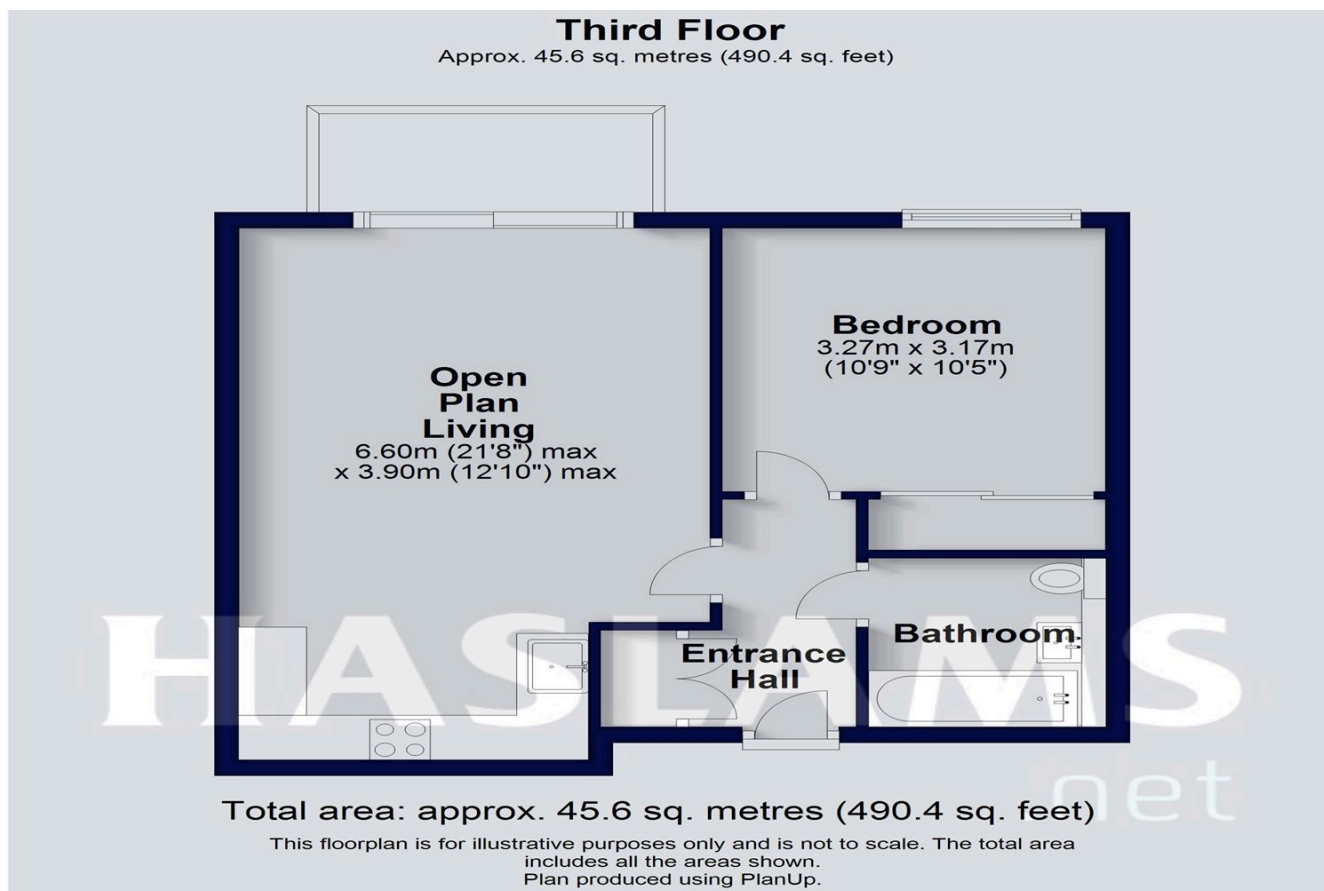 Third Floor
Approx. 45.6 sq. metres (490.4 sq. feet)
Bedroom
3.27m x 3.17m
(10'9" x 10'5")
Open
Plan
Living
6.60m (21'8") max
x 3.90m (12'10") max
HASLAMS
Bathroom
Entrance
Hall
net
Total area: approx. 45.6 sq. metres (490.4 sq. feet)
This floorplan is for illustrative purposes only and is not to scale. The total area
includes all the areas shown.
Plan produced using PlanUp.